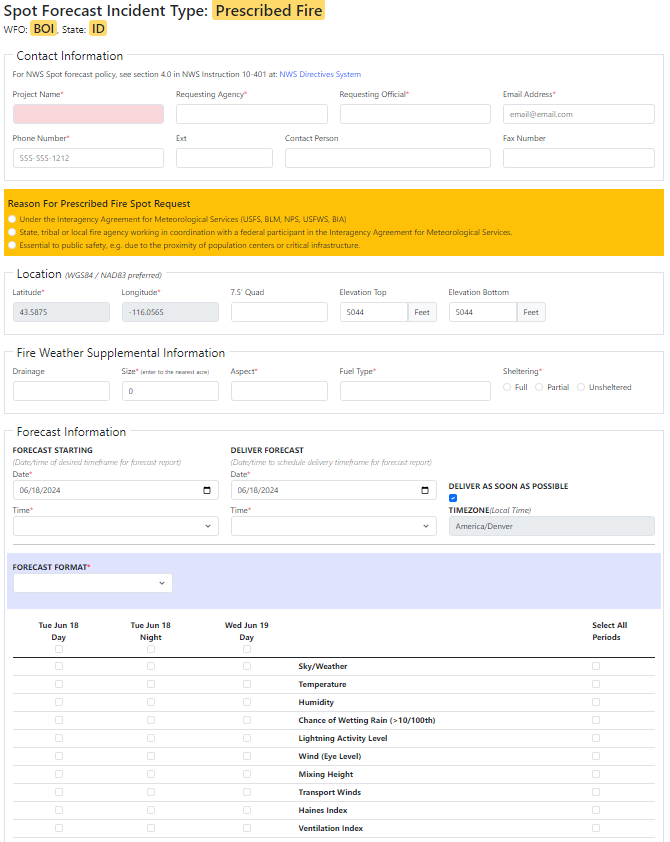 Spot Forecast Incident Type: Prescribed Fire
WFO: BOI, State: ID
Contact Information
For NWS Spot forecast policy, see section 4.0 in NWS Instruction 10-401 at: NWS Directives System
Project Name* Requesting Agency* Requesting Official* Email Address*
email@email.com
Phone Number* Ext Contact Person Fax Number
555-555-1212
Reason For Prescribed Fire Spot Request
Under the Interagency Agreement for Meteorological Services (USFS, BLM, NPS, USFWS, BIA)
State, tribal or local fire agency working in coordination with a federal participant in the Interagency Agreement for Meteorological Services.
Essential to public safety, e.g. due to the proximity of population centers or critical infrastructure.
Location (WGS84 / NAD83 preferred)
Latitude* Longitude* 7.5' Quad Elevation Top Elevation Bottom
43.5875 -116.0565 5044 Feet 5044 Feet
Fire Weather Supplemental Information
Drainage Size* (enter to the nearest acre) Aspect* Fuel Type* Sheltering*
0 Full Partial Unsheltered
Forecast Information
FORECAST STARTING DELIVER FORECAST
(Date/time of desired timeframe for forecast report) (Date/time to schedule delivery timeframe for forecast report)
Date* Date*
06/18/2024 06/18/2024 DELIVER AS SOON AS POSSIBLE
Time* Time* TIMEZONE(Local Time)
America/Denver
FORECAST FORMAT*
Tue Jun 18 Tue Jun 18 Wed Jun 19 Select All
Day Night Day Periods
Sky/Weather
Temperature
Humidity
Chance of Wetting Rain (>10/100th)
Lightning Activity Level
Wind (Eye Level)
Mixing Height
Transport Winds
Haines Index
Ventilation Index